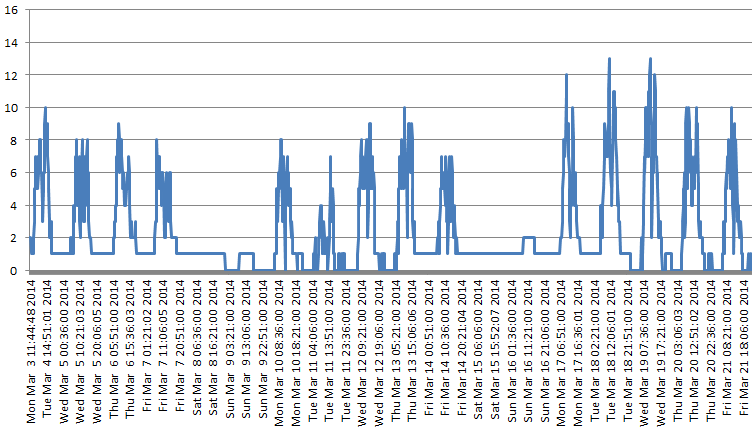 16
14
12
10
8
6
4
2
0
Mon Mar 3 11:44:48 2014
Tue Mar 4 14:51:01 2014
Wed Mar 5 00:36:00 2014
Wed Mar 5 10:21:03 2014
Wed Mar 5 20:06:05 2014
Thu Mar 6 05:51:00 2014
Thu Mar 6 15:36:03 2014
Fri Mar 7 01:21:02 2014
Fri Mar 7 11:06:05 2014
Fri Mar 7 20:51:00 2014
Sat Mar 8 06:36:00 2014
Sat Mar 8 16:21:00 2014
Sun Mar 9 03:21:00 2014
Sun Mar 9 13:06:00 2014
Sun Mar 9 22:51:00 2014
Mon Mar 10 08:36:00 2014
Mon Mar 10 18:21:00 2014
Tue Mar 11 04:06:00 2014
Tue Mar 11 13:51:00 2014
Tue Mar 11 23:36:00 2014
Wed Mar 12 09:21:00 2014
Wed Mar 12 19:06:00 2014
Thu Mar 13 05:21:00 2014
Thu Mar 13 15:06:06 2014
Fri Mar 14 00:51:00 2014
Fri Mar 14 10:36:00 2014
Fri Mar 14 20:21:04 2014
Sat Mar 15 06:06:00 2014
Sat Mar 15 15:52:07 2014
Sun Mar 16 01:36:00 2014
Sun Mar 16 11:21:00 2014
Sun Mar 16 21:06:00 2014
Mon Mar 17 06:51:00 2014
Mon Mar 17 16:36:01 2014
Tue Mar 18 02:21:00 2014
Tue Mar 18 12:06:01 2014
Tue Mar 18 21:51:00 2014
Wed Mar 19 07:36:00 2014
Wed Mar 19 17:21:00 2014
Thu Mar 20 03:06:03 2014
Thu Mar 20 12:51:02 2014
Thu Mar 20 22:36:00 2014
Fri Mar 21 08:21:00 2014
Fri Mar 21 18:06:00 2014